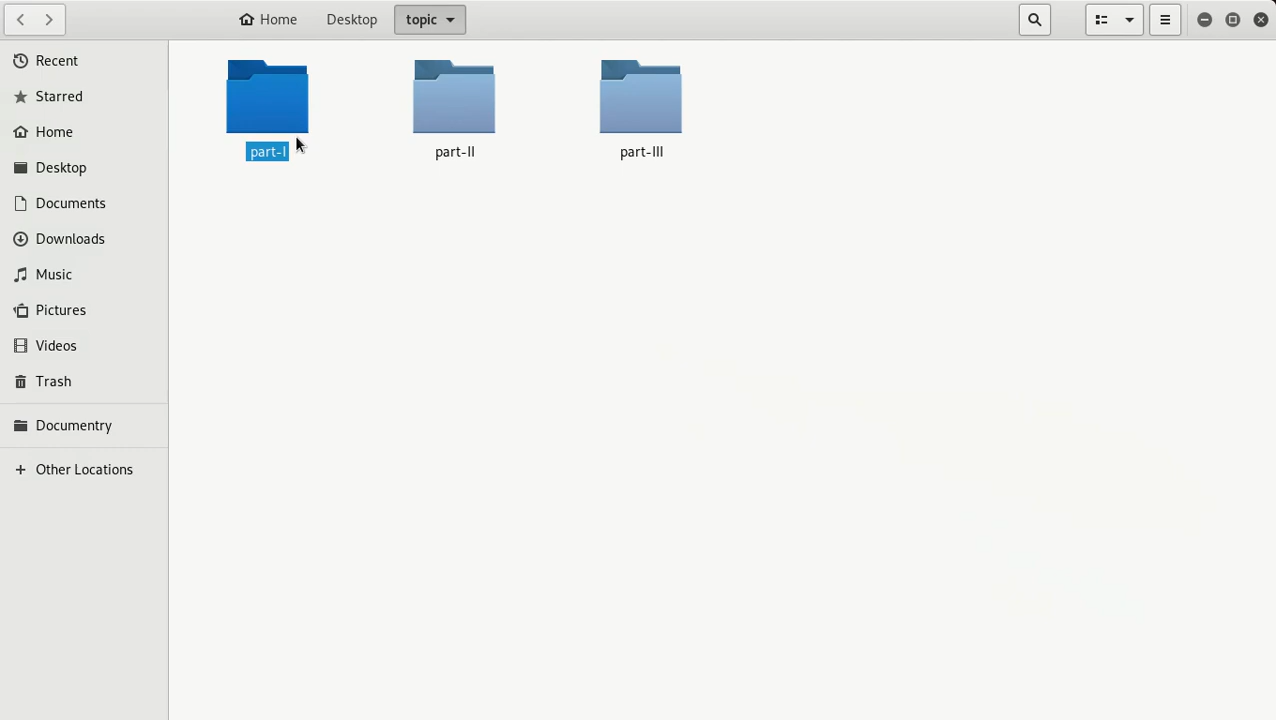 Home Desktop topic
Recent
Starred
Home
Desktop
Documents
Downloads
Music
Pictures
Videos
Trash
Documentry
Other Locations
part-I part-II part-III